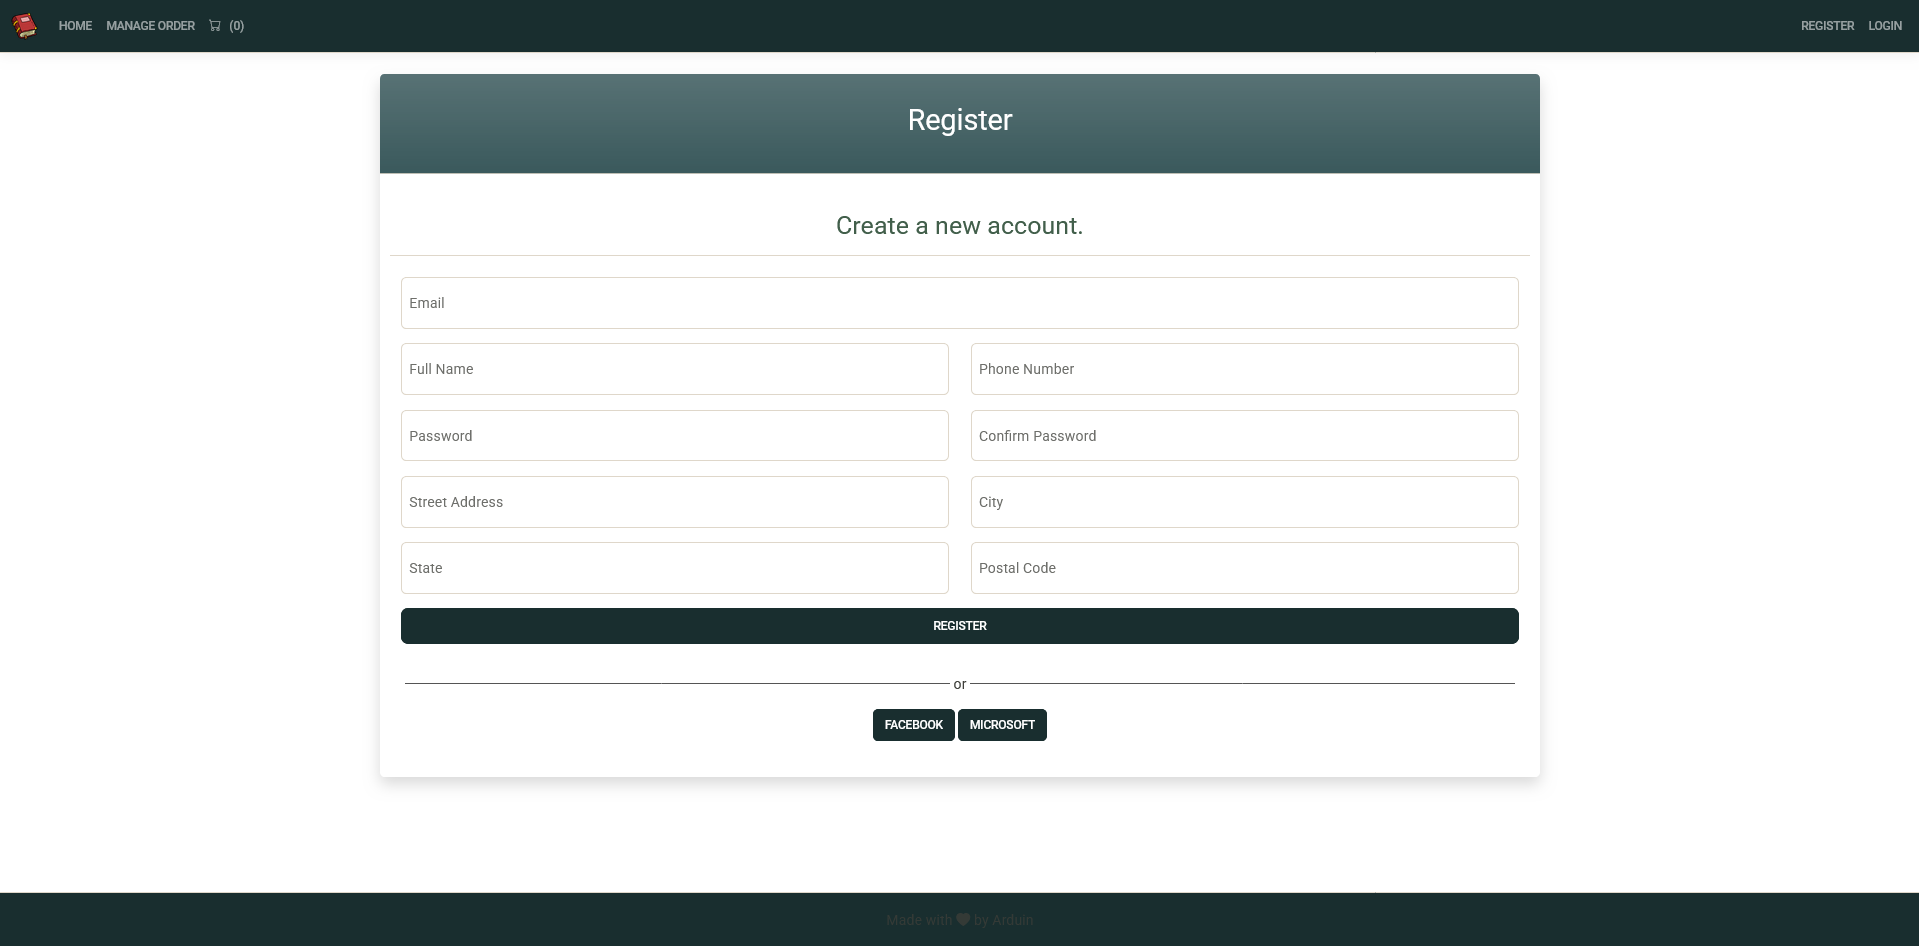 HOME MANAGE ORDER (0) REGISTER LOGIN
Register
Create a new account.
Email
Full Name Phone Number
Password Confirm Password
Street Address City
State Postal Code
REGISTER
or
FACEBOOK MICROSOFT
Made with by Arduin